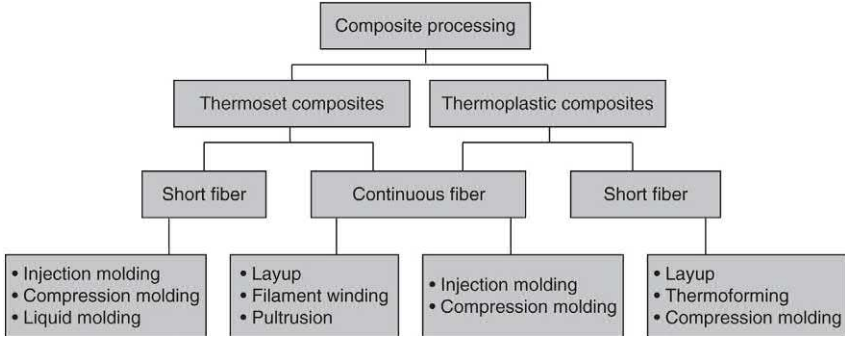 Composite processing
Thermoset composites
Thermoplastic composites
Short fiber
Continuous fiber
Short fiber
• Injection molding
• Compression molding
• Liquid molding
• Layup
• Filament winding
• Pultrusion
• Injection molding
• Compression molding
• Layup
• Thermoforming
• Compression molding